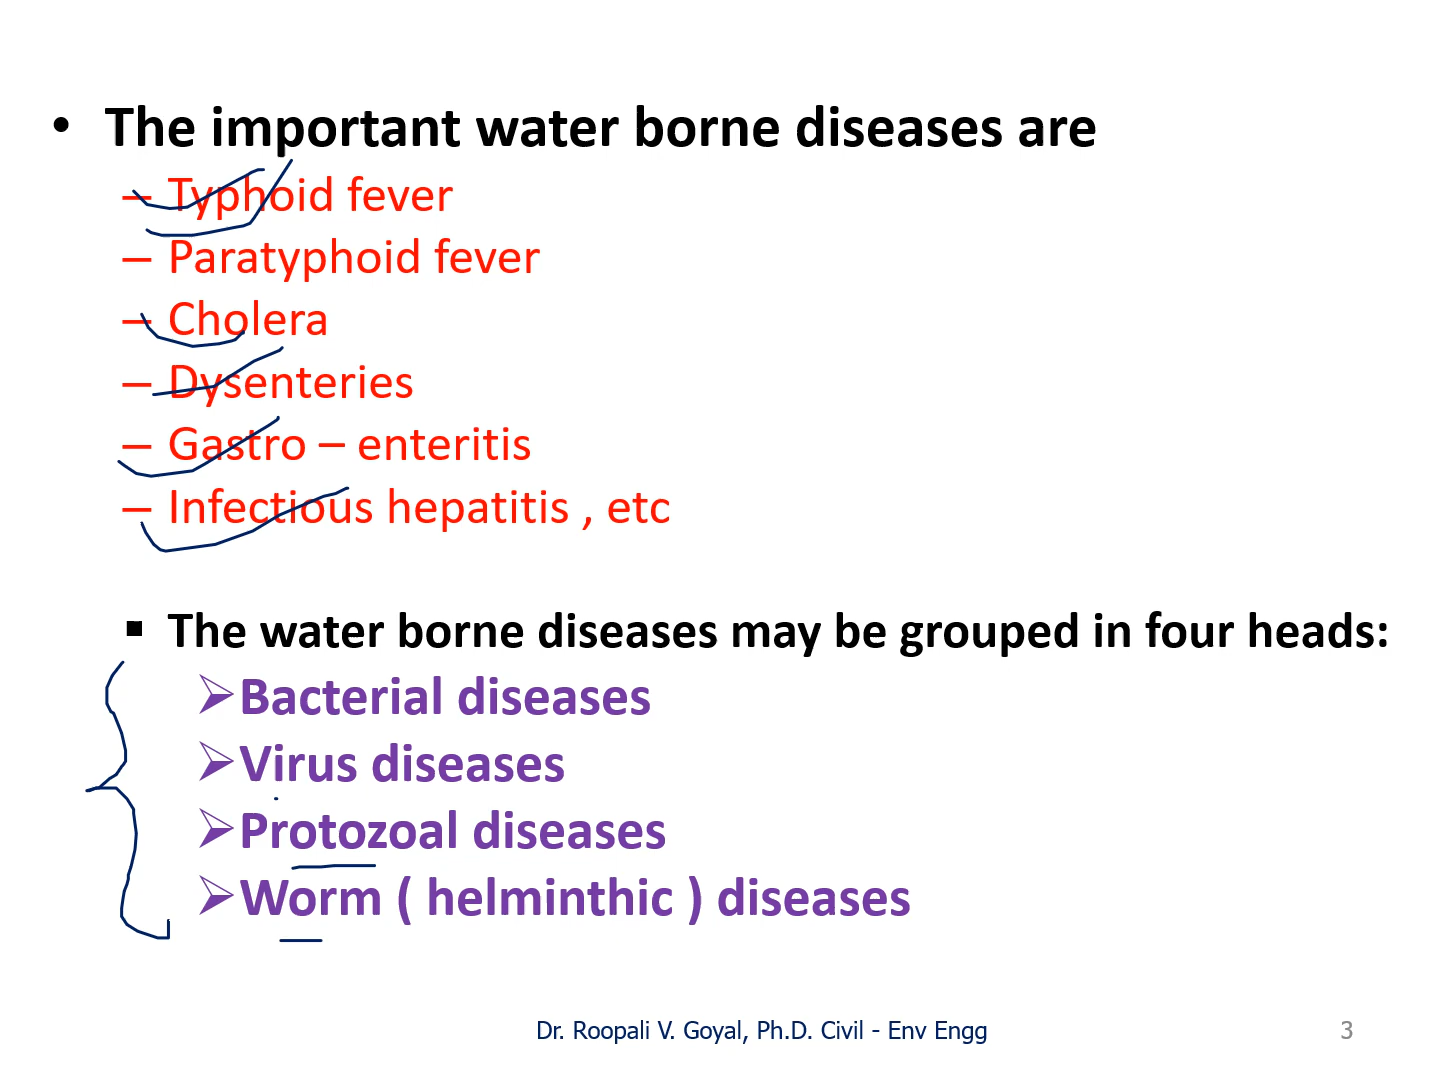 • The important water borne diseases are
– Typhoid fever
– Paratyphoid fever
– Cholera
– Dysenteries
– Gastro – enteritis
– Infectious hepatitis , etc
▪ The water borne diseases may be grouped in four heads:
➢Bacterial diseases
➢Virus diseases
➢Protozoal diseases
➢Worm ( helminthic ) diseases
Dr. Roopali V. Goyal, Ph.D. Civil - Env Engg
3